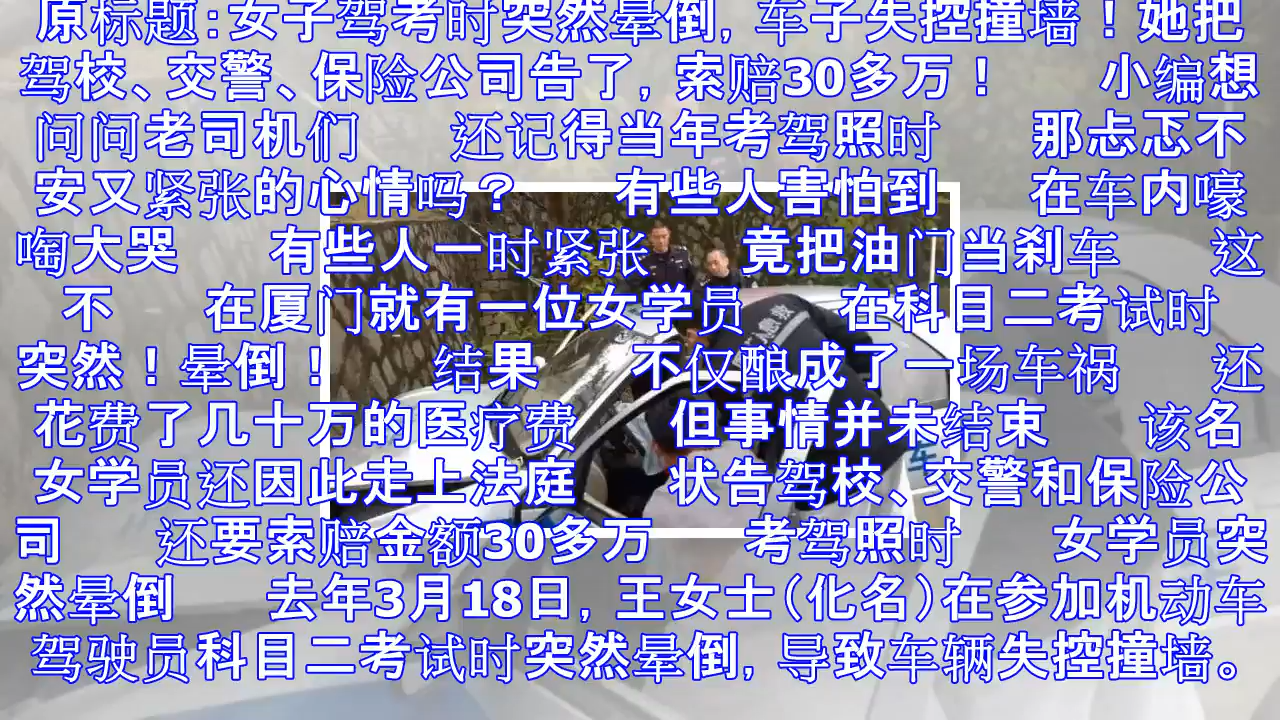 原标题:女子驾考时突然晕倒, 车子失控撞墙！她把
驾校、交警、保险公司告了, 索赔30多万！ 小编想
问问老司机们 还记得当年考驾照时 那忐忑不
安又紧张的心情吗？ 有些人害怕到 在车内嚎
啕大哭 有些人一时紧张 竟把油门当刹车 这
不 在厦门就有一位女学员 在科目二考试时
突然！晕倒！ 结果 不仅酿成了一场车祸 还
花费了几十万的医疗费 但事情并未结束 该名
女学员还因此走上法庭 状告驾校、交警和保险公
司 还要索赔金额30多万 考驾照时 女学员突
然晕倒 去年3月18日, 王女士(化名)在参加机动车
驾驶员科目二考试时突然晕倒, 导致车辆失控撞墙。
急救
车